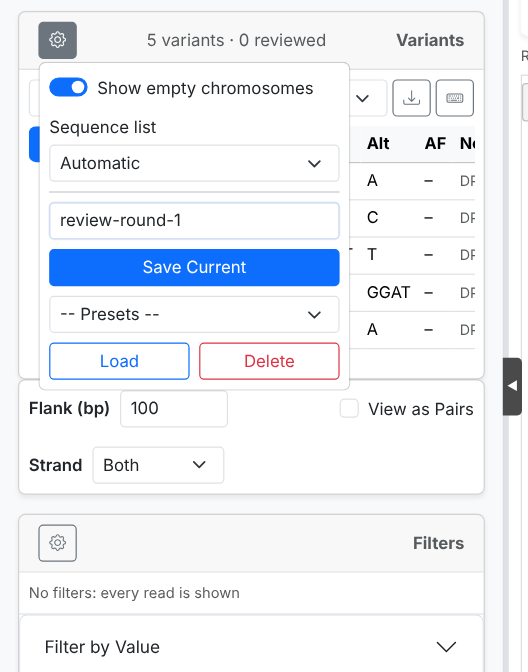 5 variants · 0 reviewed Variants
Show empty chromosomes
Sequence list
Automatic
Alt AF
A –
review-round-1
C –
Save Current
T –
-- Presets --
GGAT –
Load Delete
A –
Flank (bp) 100 View as Pairs
Strand Both
Filters
No filters: every read is shown
Filter by Value